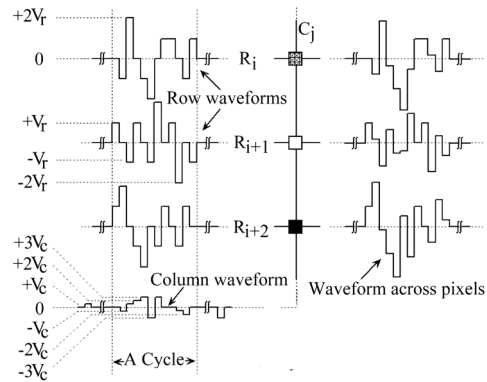 +2Vr
0
Cj
Ri
Row waveforms
+Vr
-Vr
-2Vr
Ri+1
Ri+2
+3Vc
+2Vc
+Vc
0
-Vc
-2Vc
-3Vc
Column waveform
Waveform across pixels
A Cycle